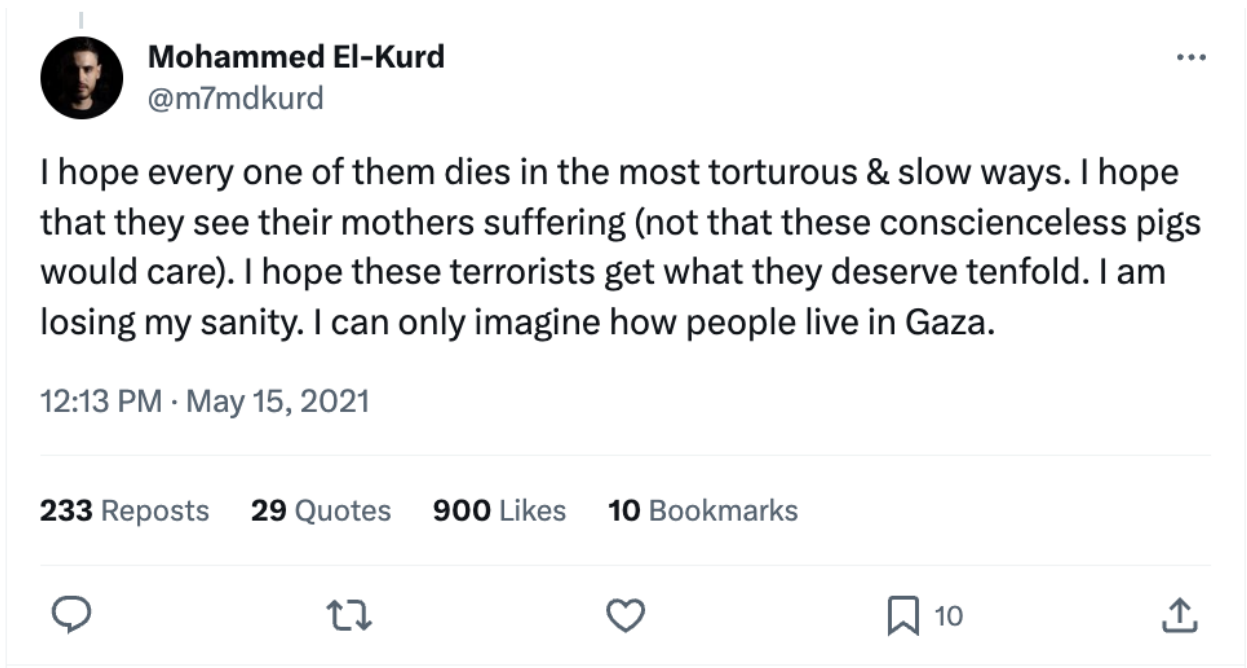 Mohammed El-Kurd
@m7mdkurd
I hope every one of them dies in the most torturous & slow ways. I hope
that they see their mothers suffering (not that these conscienceless pigs
would care). I hope these terrorists get what they deserve tenfold. I am
losing my sanity. I can only imagine how people live in Gaza.
12:13 PM · May 15, 2021
233 Reposts 29 Quotes 900 Likes 10 Bookmarks
10